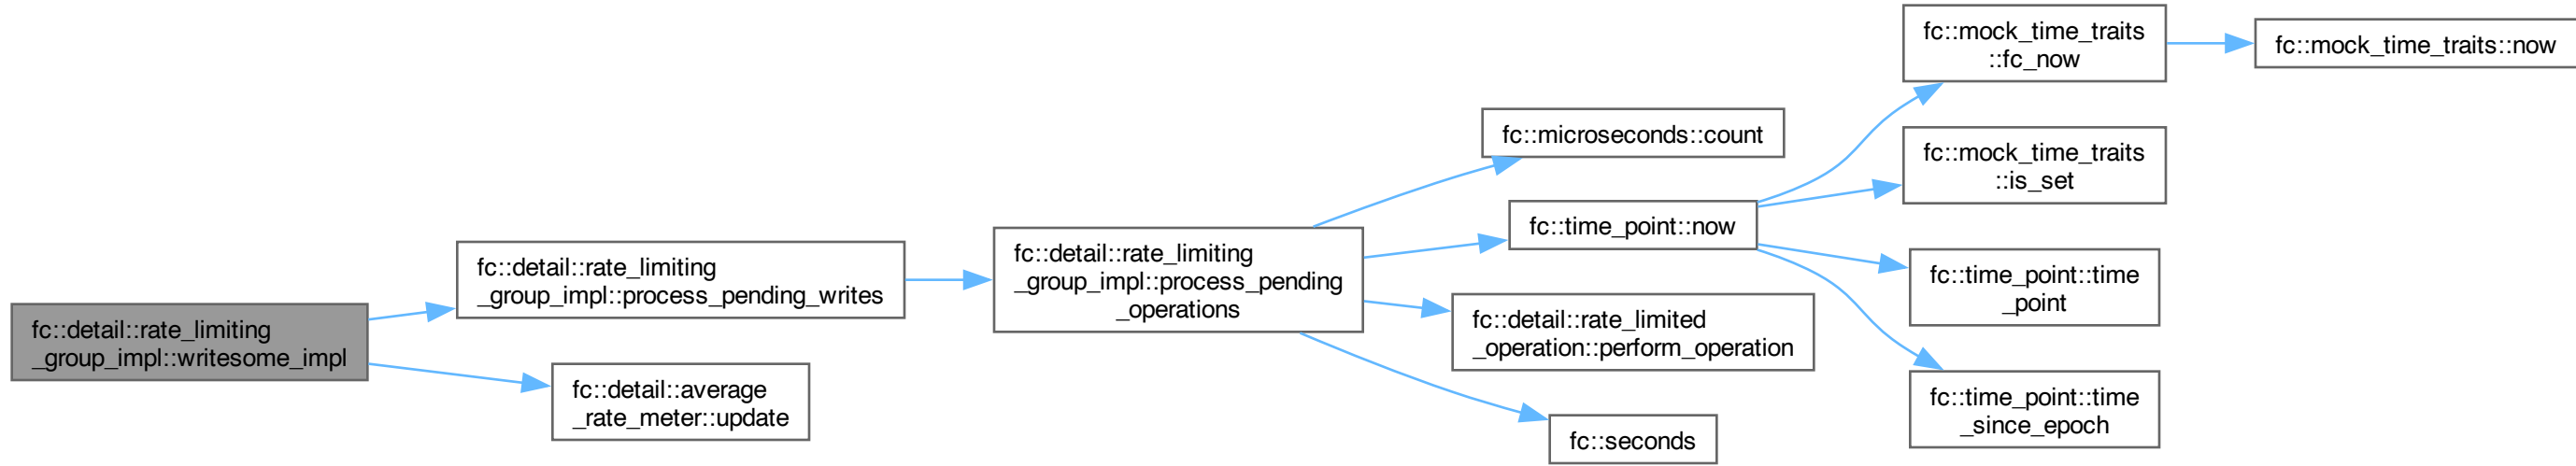 fc::detail::rate_limiting
_group_impl::writesome_impl
fc::detail::rate_limiting
_group_impl::process_pending_writes
fc::detail::average
_rate_meter::update
fc::detail::rate_limiting
_group_impl::process_pending
_operations
fc::microseconds::count
fc::time_point::now
fc::detail::rate_limited
_operation::perform_operation
fc::seconds
fc::mock_time_traits
::fc_now
fc::mock_time_traits
::is_set
fc::time_point::time
_point
fc::time_point::time
_since_epoch
fc::mock_time_traits::now